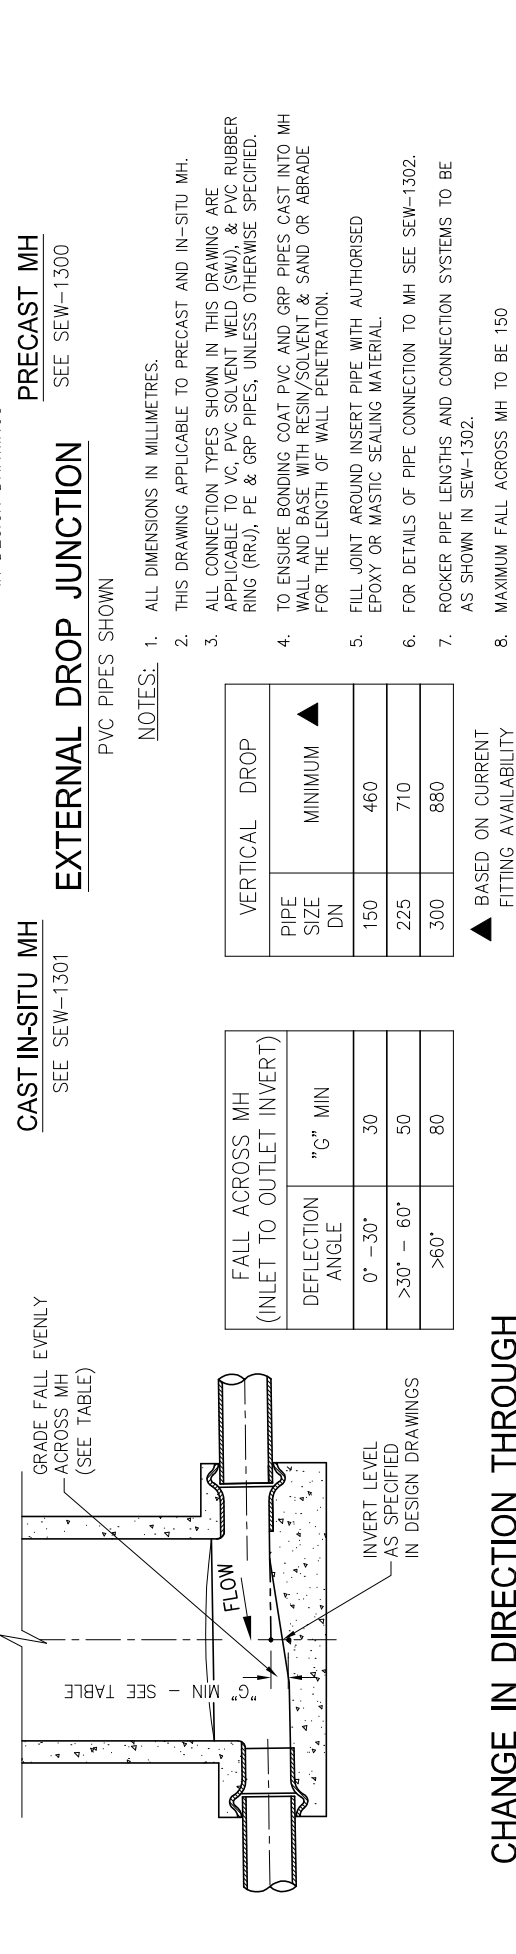 CAST IN-SITU MH
SEE SEW-1301
PRECAST MH
SEE SEW-1300
EXTERNAL DROP JUNCTION
PVC PIPES SHOWN
GRADE FALL EVENLY
ACROSS MH
(SEE TABLE)
FLOW
"G" MIN - SEE TABLE
INVERT LEVEL
AS SPECIFIED
IN DESIGN DRAWINGS
CHANGE IN DIRECTION THROUGH
FALL ACROSS MH
(INLET TO OUTLET INVERT)
DEFLECTION ANGLE "G" MIN
0° -30° 30
>30° - 60° 50
>60° 80
VERTICAL DROP
PIPE SIZE DN MINIMUM ▲
150 460
225 710
300 880
▲ BASED ON CURRENT
FITTING AVAILABILITY
NOTES:
1. ALL DIMENSIONS IN MILLIMETRES.
2. THIS DRAWING APPLICABLE TO PRECAST AND IN-SITU MH.
3. ALL CONNECTION TYPES SHOWN IN THIS DRAWING ARE
APPLICABLE TO VC, PVC SOLVENT WELD (SWJ), & PVC RUBBER
RING (RRJ), PE & GRP PIPES, UNLESS OTHERWISE SPECIFIED.
4. TO ENSURE BONDING COAT PVC AND GRP PIPES CAST INTO MH
WALL AND BASE WITH RESIN/SOLVENT & SAND OR ABRADE
FOR THE LENGTH OF WALL PENETRATION.
5. FILL JOINT AROUND INSERT PIPE WITH AUTHORISED
EPOXY OR MASTIC SEALING MATERIAL.
6. FOR DETAILS OF PIPE CONNECTION TO MH SEE SEW-1302.
7. ROCKER PIPE LENGTHS AND CONNECTION SYSTEMS TO BE
AS SHOWN IN SEW-1302.
8. MAXIMUM FALL ACROSS MH TO BE 150